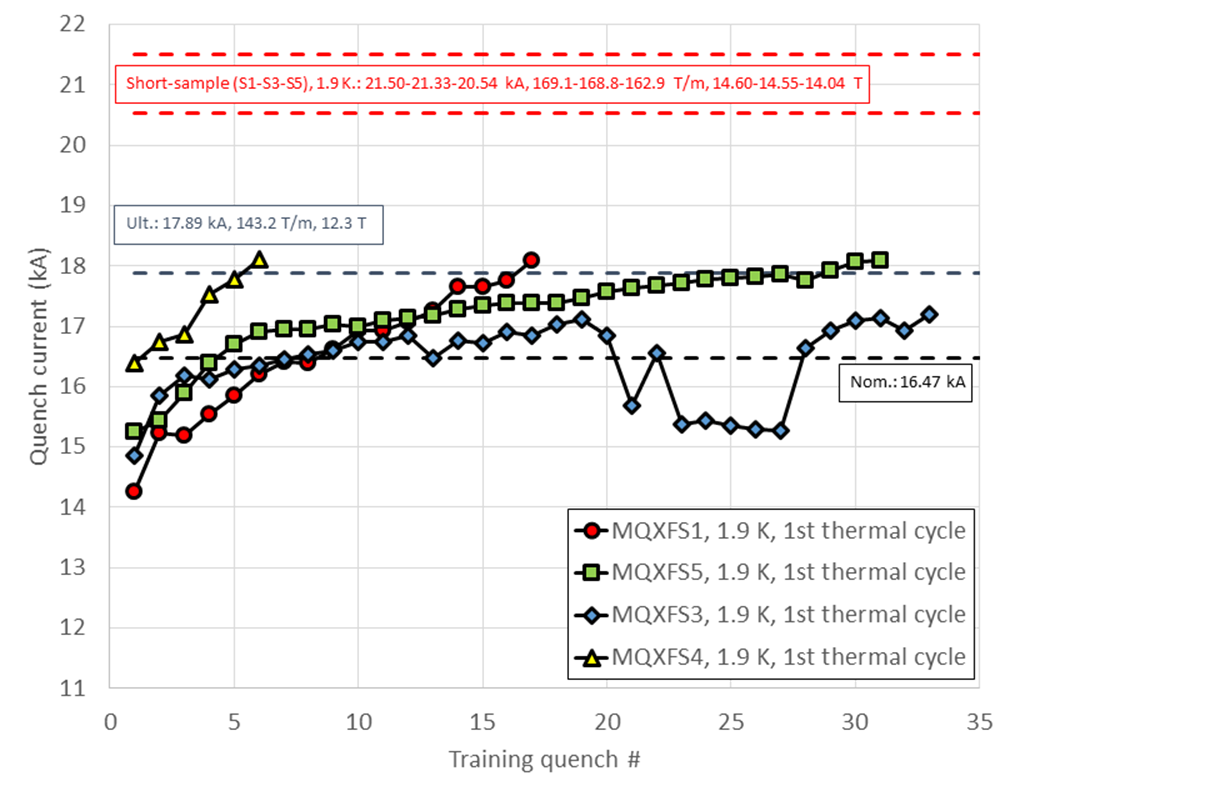 22
21
20
19
18
17
16
15
14
13
12
11
Quench current (kA)
Short-sample (S1-S3-S5), 1.9 K.: 21.50-21.33-20.54 kA, 169.1-168.8-162.9 T/m, 14.60-14.55-14.04 T
Ult.: 17.89 kA, 143.2 T/m, 12.3 T
Nom.: 16.47 kA
MQXFS1, 1.9 K, 1st thermal cycle
MQXFS5, 1.9 K, 1st thermal cycle
MQXFS3, 1.9 K, 1st thermal cycle
MQXFS4, 1.9 K, 1st thermal cycle
0 5 10 15 20 25 30 35
Training quench #